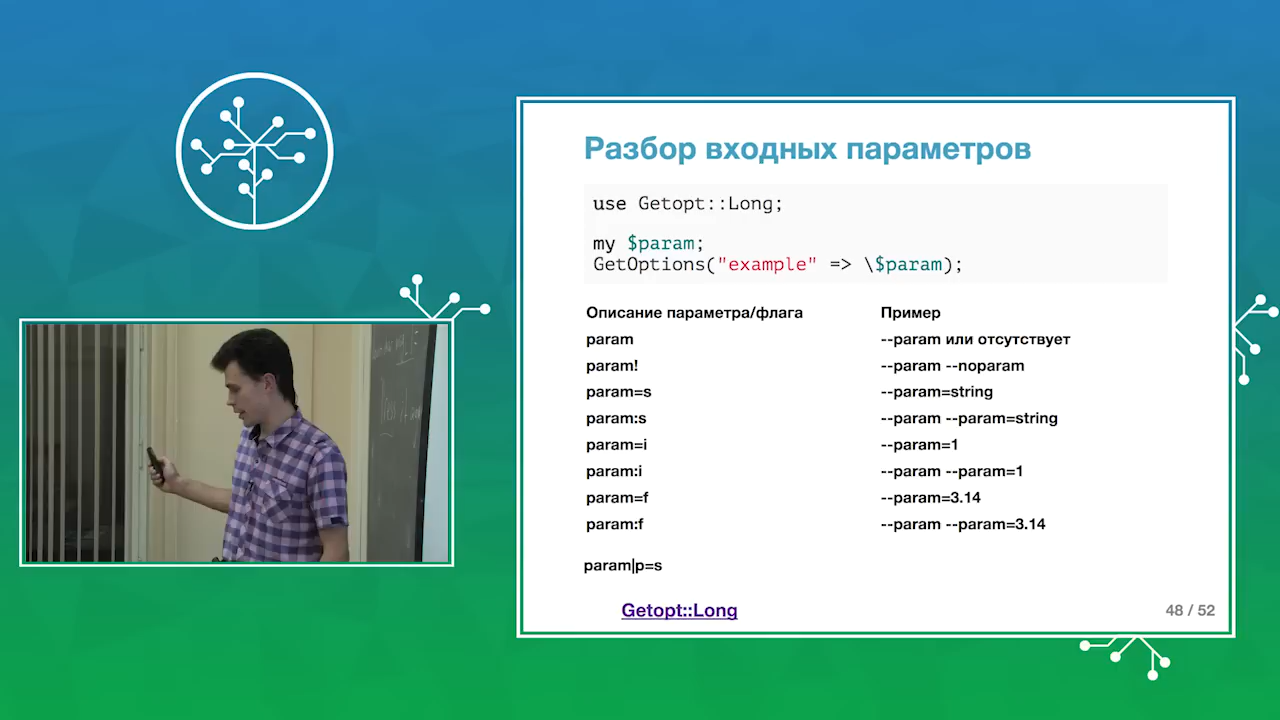 Разбор входных параметров
use Getopt::Long;
my $param;
GetOptions("example" => \$param);
Описание параметра/флага Пример
param --param или отсутствует
param! --param --noparam
param=s --param=string
param:s --param --param=string
param=i --param=1
param:i --param --param=1
param=f --param=3.14
param:f --param --param=3.14
param|p=s
Getopt::Long
48 / 52